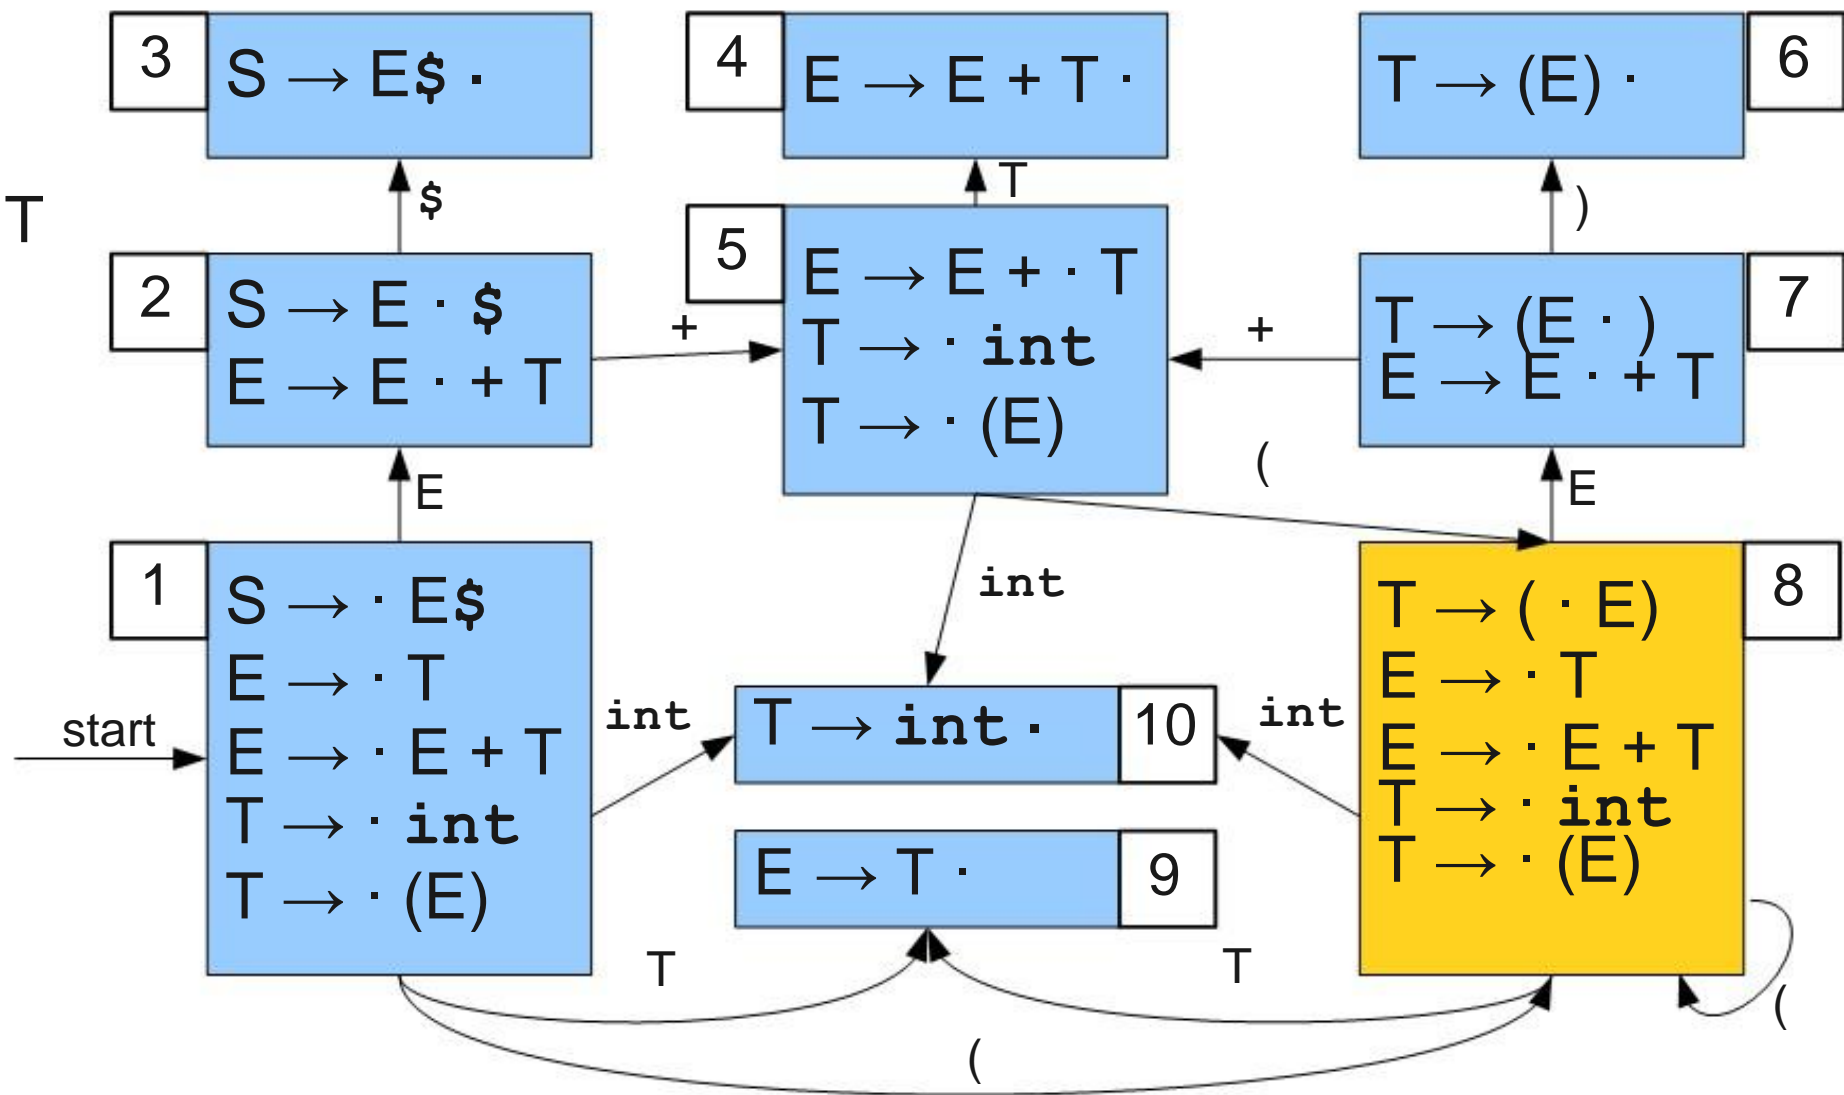 3
S → E$ ·
4
E → E + T ·
T → (E) ·
6
T
$
T
)
2
S → E · $
E → E · + T
+
5
E → E + · T
T → · int
T → · (E)
+
T → (E · )
E → E · + T
7
E
(
E
1
S → · E$
E → · T
E → · E + T
T → · int
T → · (E)
start
int
int
int
T → int ·
10
E → T ·
9
T → ( · E)
E → · T
E → · E + T
T → · int
T → · (E)
8
T
T
(
(